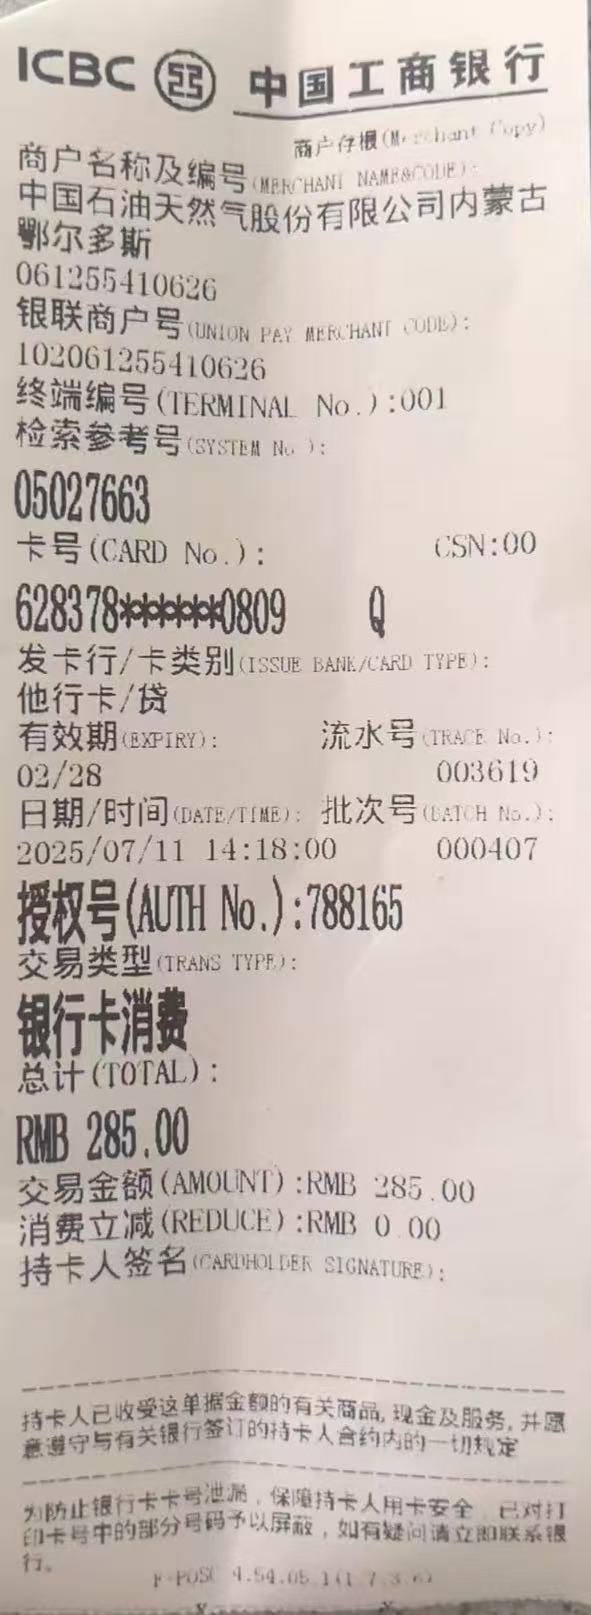 ICBC 中国工商银行
商户存根(Merchant Copy)
商户名称及编号(MERCHANT NAME&CODE):
中国石油天然气股份有限公司内蒙古
鄂尔多斯
061255410626
银联商户号(UNION PAY MERCHANT CODE):
102061255410626
终端编号(TERMINAL No.):001
检索参考号(SYSTEM No.):
05027663
卡号(CARD No.): CSN:00
628378******0809 Q
发卡行/卡类别(ISSUE BANK/CARD TYPE):
他行卡/贷
有效期(EXPIRY): 流水号(TRACE No.):
02/28 003619
日期/时间(DATE/TIME): 批次号(BATCH No.):
2025/07/11 14:18:00 000407
授权号(AUTH No.):788165
交易类型(TRANS TYPE):
银行卡消费
总计(TOTAL):
RMB 285.00
交易金额(AMOUNT):RMB 285.00
消费立减(REDUCE):RMB 0.00
持卡人签名(CARDHOLDER SIGNATURE):
持卡人已收受这单据金额的有关商品,现金及服务,并愿
意遵守与有关银行签订的持卡人合约内的一切规定
为防止银行卡卡号泄漏，保障持卡人用卡安全，已对打
印卡号中的部分号码予以屏蔽，如有疑问请立即联系银
行。